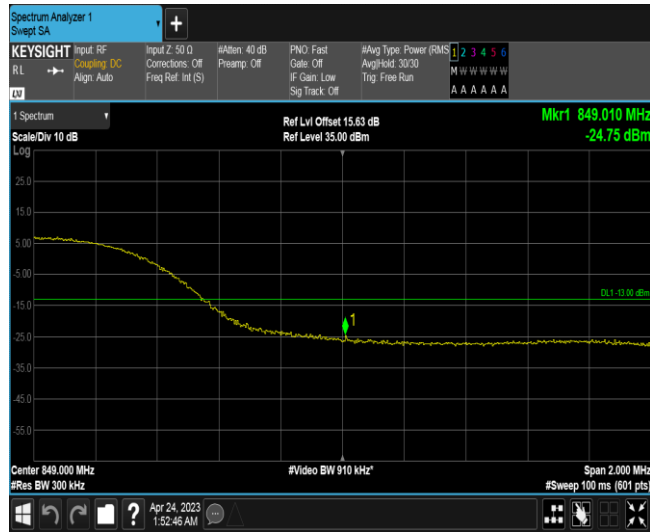 Spectrum Analyzer 1
Swept SA
KEYSIGHT
RL
LXI
Input: RF
Coupling: DC
Align: Auto
Input Z: 50 Ω
Corrections: Off
Freq Ref: Int (S)
#Atten: 40 dB
Preamp: Off
PNO: Fast
Gate: Off
IF Gain: Low
Sig Track: Off
#Avg Type: Power (RMS
Avg|Hold: 30/30
Trig: Free Run
1 2 3 4 5 6
M W W W W W
A A A A A A
1 Spectrum
Scale/Div 10 dB
Log
Ref Lvl Offset 15.63 dB
Ref Level 35.00 dBm
Mkr1 849.010 MHz
-24.75 dBm
25.0
15.0
5.00
-5.00
DL1 -13.00 dBm
-15.0
1
-25.0
-35.0
-45.0
-55.0
Center 849.000 MHz
#Video BW 910 kHz*
Span 2.000 MHz
#Res BW 300 kHz
#Sweep 100 ms (601 pts)
?
Apr 24, 2023
1:52:46 AM